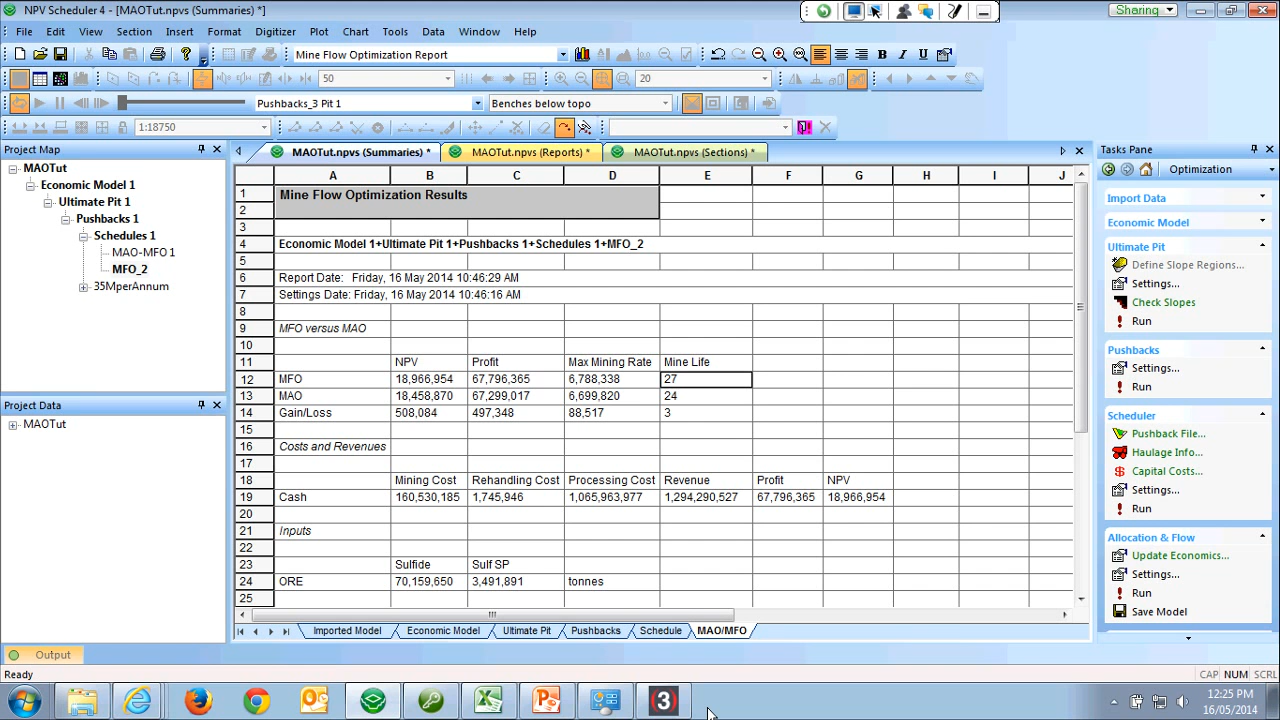 NPV Scheduler 4 - MAOTut.npvs (Summaries) *]
Sharing
File Edit View Section Insert Format Digitizer Plot Chart Tools Data Window Help
Mine Flow Optimization Report
50 20
Pushbacks_3 Pit 1 Benches below topo
1:18750
Project Map
MAOTut
Economic Model 1
Ultimate Pit 1
Pushbacks 1
Schedules 1
MAO-MFO 1
MFO_2
35MperAnnum
Project Data
MAOTut
MAOTut.npvs (Summaries) * MAOTut.npvs (Reports) * MAOTut.npvs (Sections) *
A B C D E F G H I J
1 Mine Flow Optimization Results
2
3
4 Economic Model 1+Ultimate Pit 1+Pushbacks 1+Schedules 1+MFO_2
5
6 Report Date: Friday, 16 May 2014 10:46:29 AM
7 Settings Date: Friday, 16 May 2014 10:46:16 AM
8
9 MFO versus MAO
10
11 NPV Profit Max Mining Rate Mine Life
12 MFO 18,966,954 67,796,365 6,788,338 27
13 MAO 18,458,870 67,299,017 6,699,820 24
14 Gain/Loss 508,084 497,348 88,517 3
15
16 Costs and Revenues
17
18 Mining Cost Rehandling Cost Processing Cost Revenue Profit NPV
19 Cash 160,530,185 1,745,946 1,065,963,977 1,294,290,527 67,796,365 18,966,954
20
21 Inputs
22
23 Sulfide Sulf SP
24 ORE 70,159,650 3,491,891 tonnes
25
Imported Model Economic Model Ultimate Pit Pushbacks Schedule MAO/MFO
Tasks Pane
Optimization
Import Data
Economic Model
Ultimate Pit
Define Slope Regions...
Settings...
Check Slopes
Run
Pushbacks
Settings...
Run
Scheduler
Pushback File...
Haulage Info...
Capital Costs...
Settings...
Run
Allocation & Flow
Update Economics...
Settings...
Run
Save Model
Output
Ready
CAP NUM SCRL
3
12:25 PM
16/05/2014